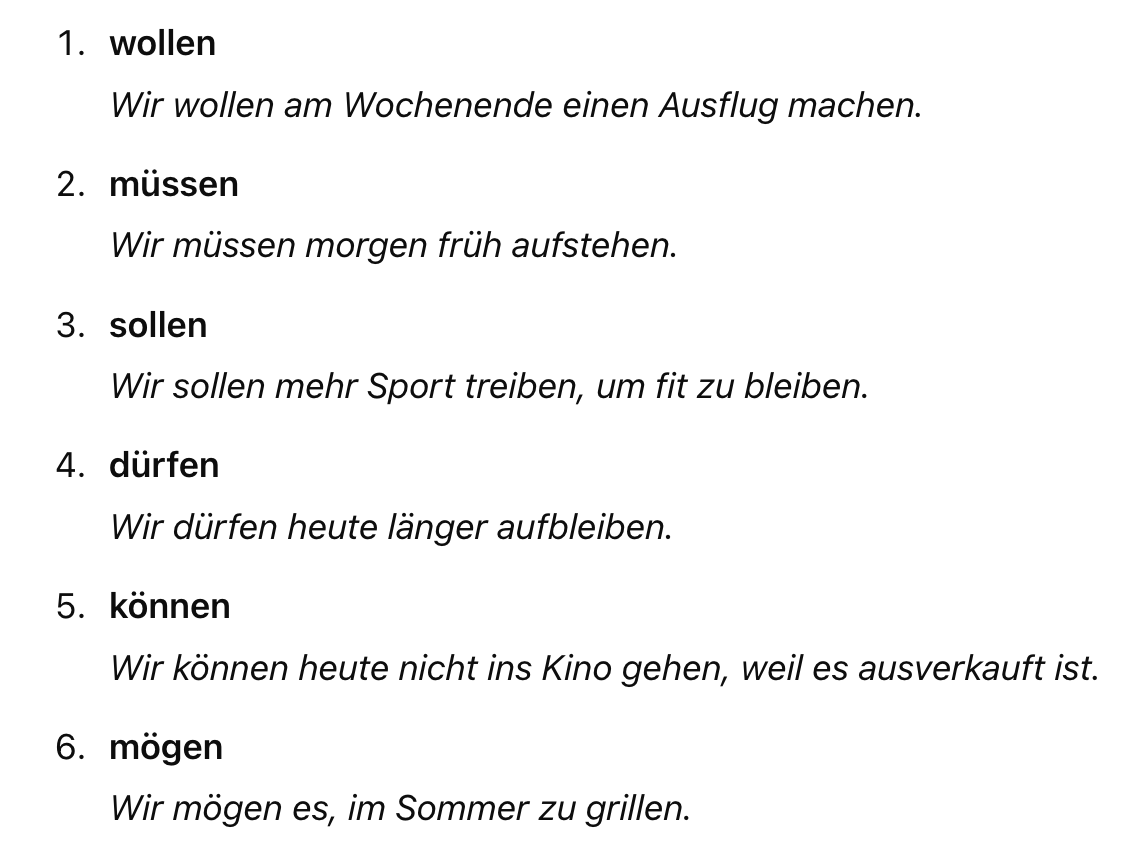 1. wollen
Wir wollen am Wochenende einen Ausflug machen.
2. müssen
Wir müssen morgen früh aufstehen.
3. sollen
Wir sollen mehr Sport treiben, um fit zu bleiben.
4. dürfen
Wir dürfen heute länger aufbleiben.
5. können
Wir können heute nicht ins Kino gehen, weil es ausverkauft ist.
6. mögen
Wir mögen es, im Sommer zu grillen.